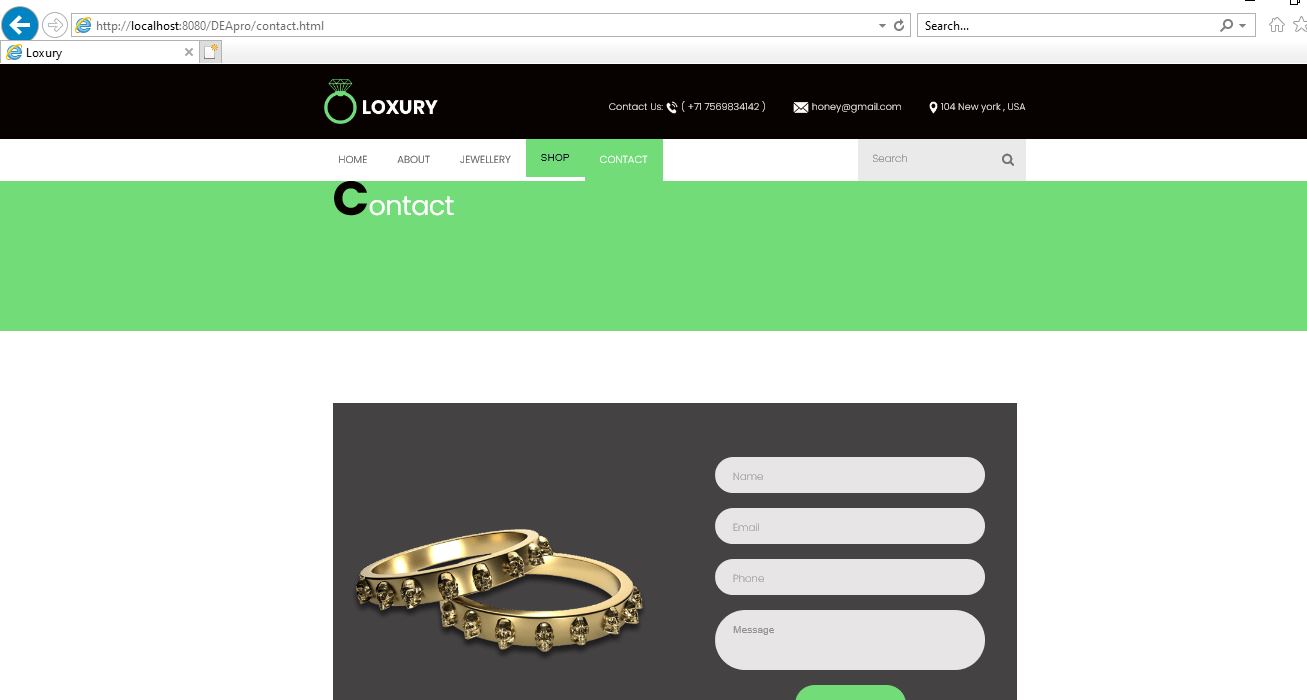 http://localhost:8080/DEApro/contact.html
Search...
Loxury
LOXURY
Contact Us: ( +71 7569834142 )
honey@gmail.com
104 New york , USA
HOME
ABOUT
JEWELLERY
SHOP
CONTACT
Search
Contact
Name
Email
Phone
Message